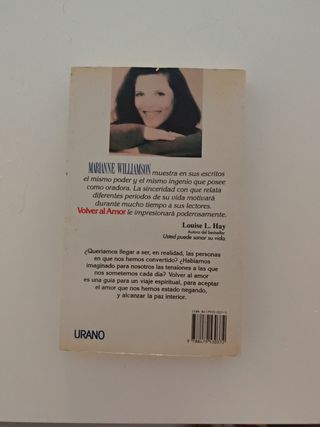 MARIANNE WILLIAMSON muestra en sus escritos
el mismo poder y el mismo ingenio que posee
como oradora. La sinceridad con que relata
diferentes períodos de su vida motivará
durante mucho tiempo a sus lectores.
Volver al Amor le impresionará poderosamente.
Louise L. Hay
Autora del bestseller
Usted puede sanar su vida.
¿Queríamos llegar a ser, en realidad, las personas
en que nos hemos convertido? ¿Habíamos
imaginado para nosotros las tensiones a las que
nos sometemos cada día? Volver al amor
es una guía para un viaje espiritual, para aceptar
el amor que nos hemos estado negando,
y alcanzar la paz interior.
URANO